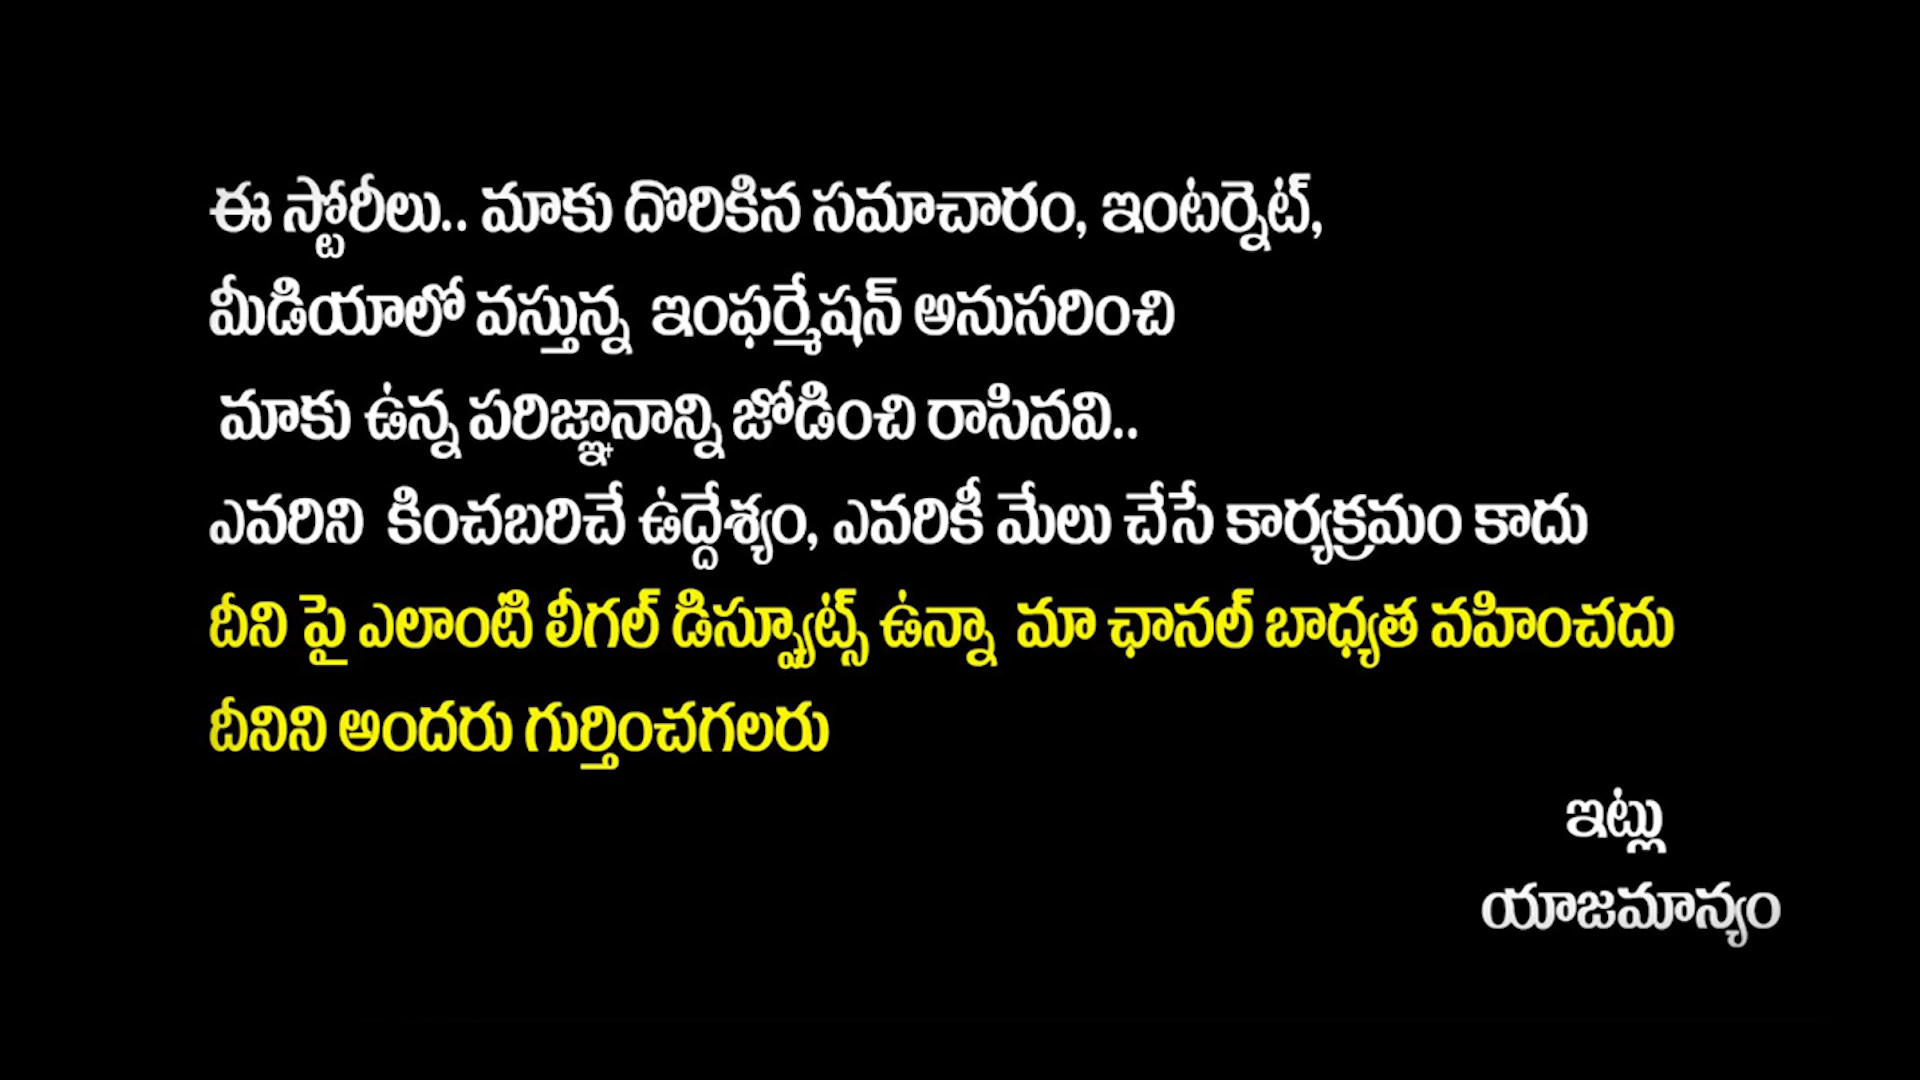 ఈ స్టోరీలు.. మాకు దొరికిన సమాచారం, ఇంటర్నెట్,
మీడియాలో వస్తున్న ఇంఫర్మేషన్ అనుసరించి
మాకు ఉన్న పరిజ్ఞానాన్ని జోడించి రాసినవి..
ఎవరిని కించబరిచే ఉద్దేశ్యం, ఎవరికీ మేలు చేసే కార్యక్రమం కాదు
దీని పై ఎలాంటి లీగల్ డిస్ప్యూట్స్ ఉన్నా మా ఛానల్ బాధ్యత వహించదు
దీనిని అందరు గుర్తించగలరు
ఇట్లు
యాజమాన్యం